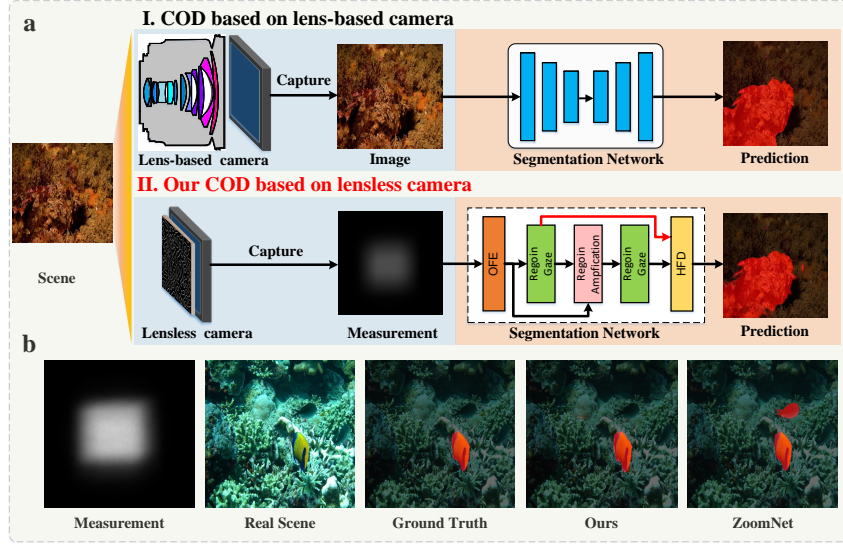 a
I. COD based on lens-based camera
Capture
Lens-based camera
Image
Segmentation Network
Prediction
Scene
II. Our COD based on lensless camera
Capture
OFE
Regoin
Gaze
Regoin
Ampfication
Regoin
Gaze
HFD
Lensless camera
Measurement
Segmentation Network
Prediction
b
Measurement
Real Scene
Ground Truth
Ours
ZoomNet